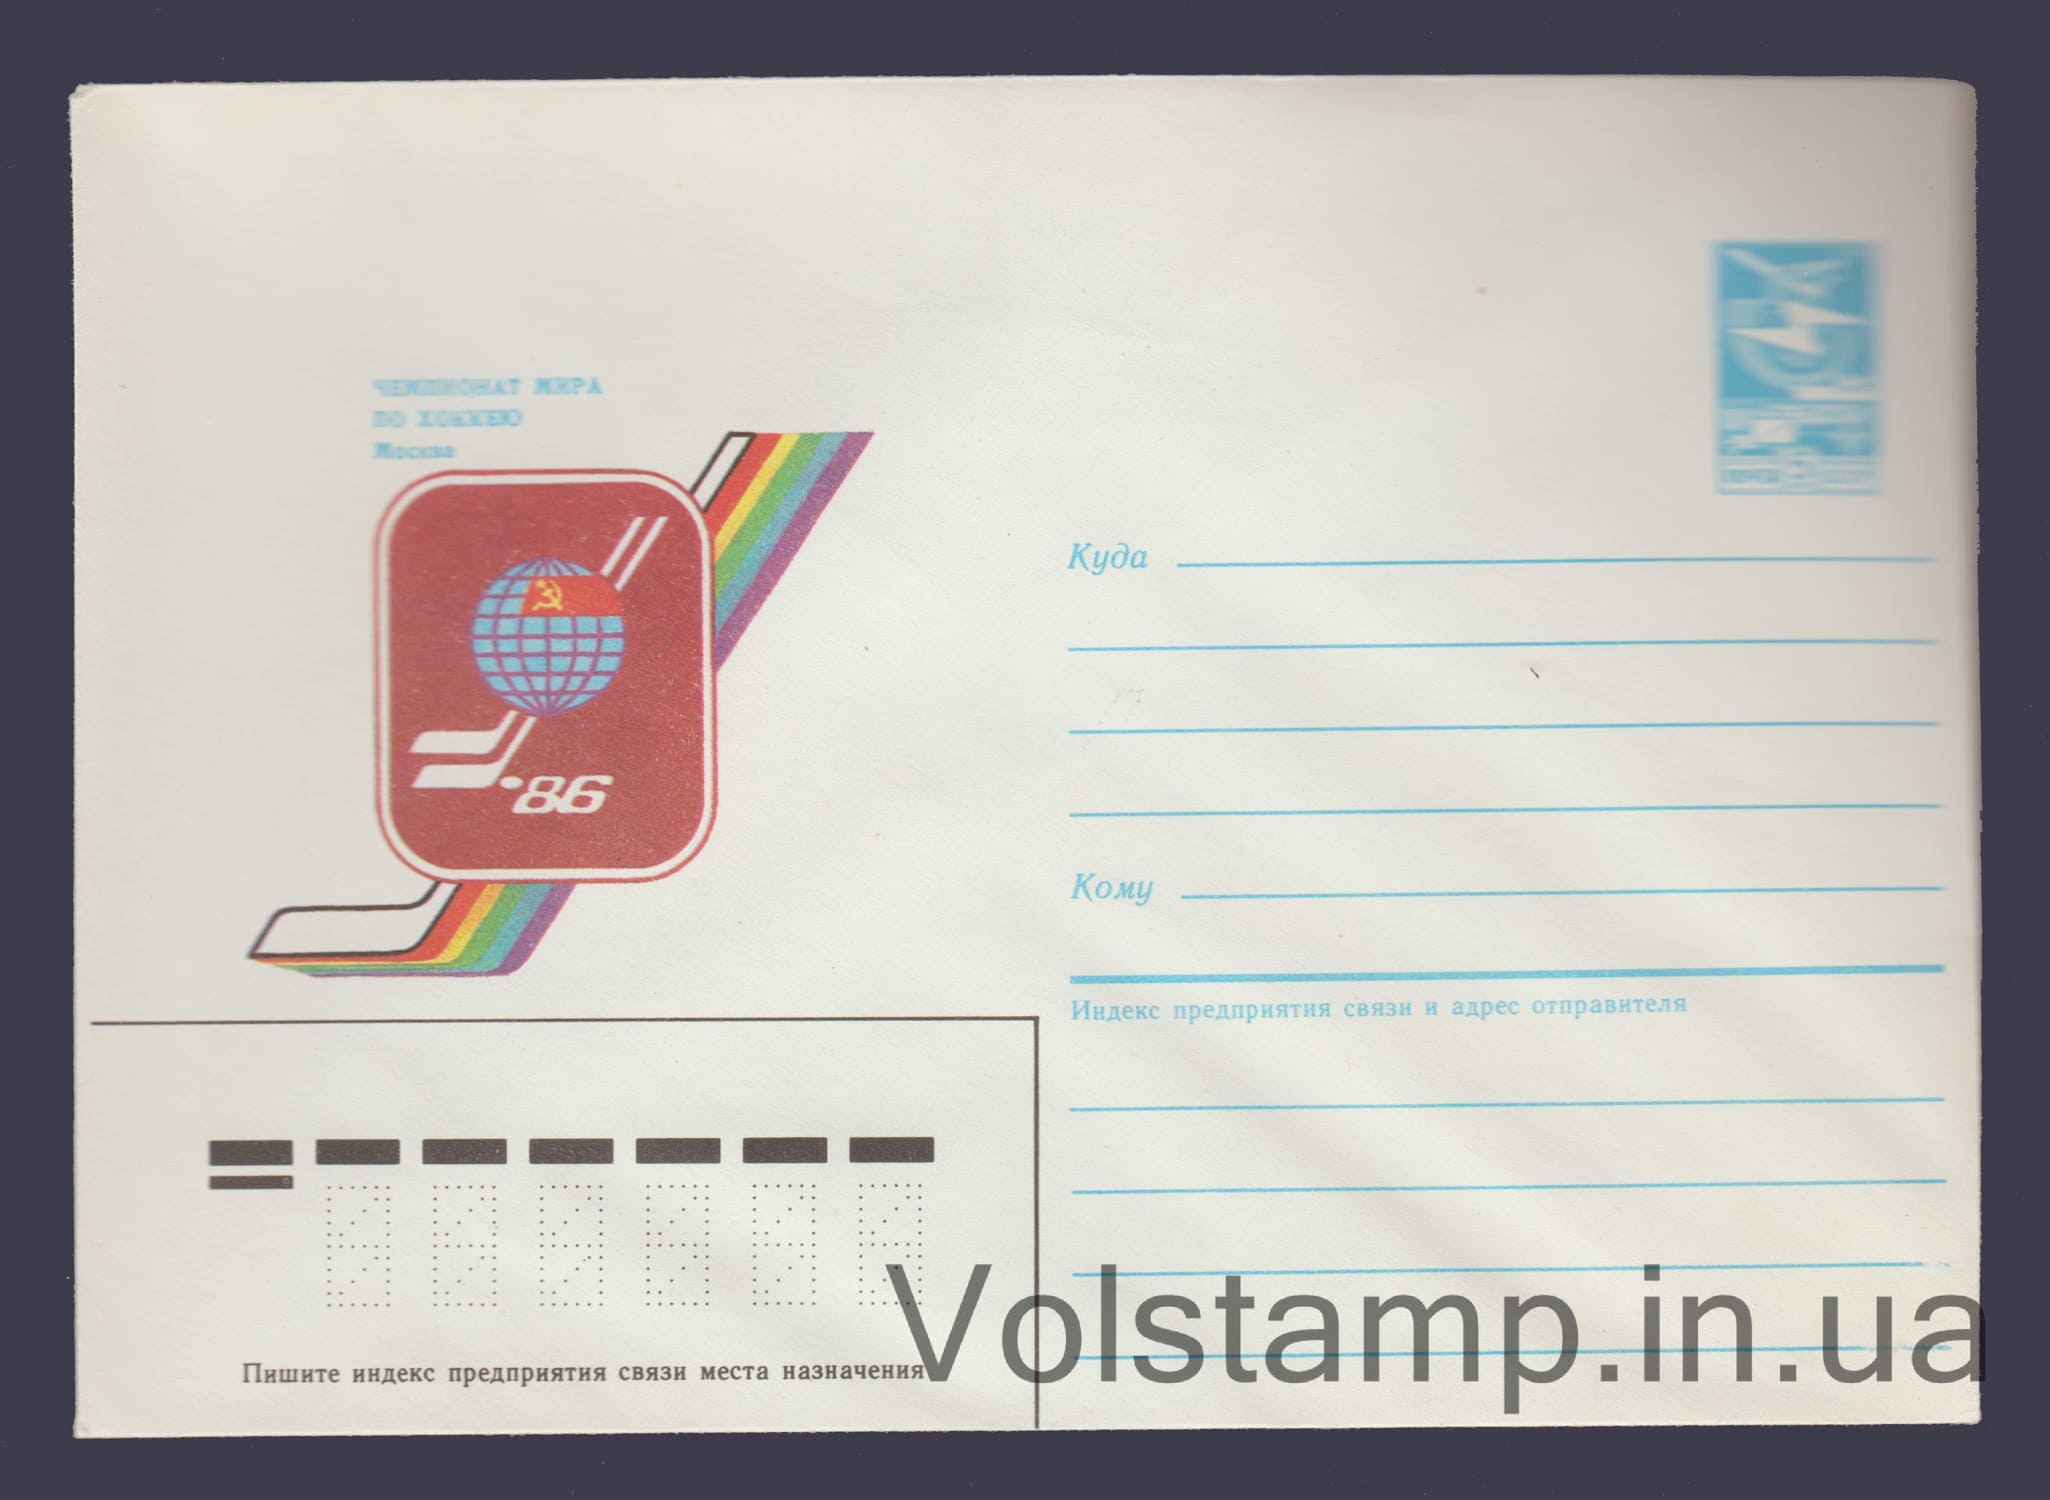 ЧЕМПИОНАТ МИРА
ПО ХОККЕЮ
Москва
86
Куда
Кому
Индекс предприятия связи и адрес отправителя
Пишите индекс предприятия связи места назначения
Volstamp.in.ua